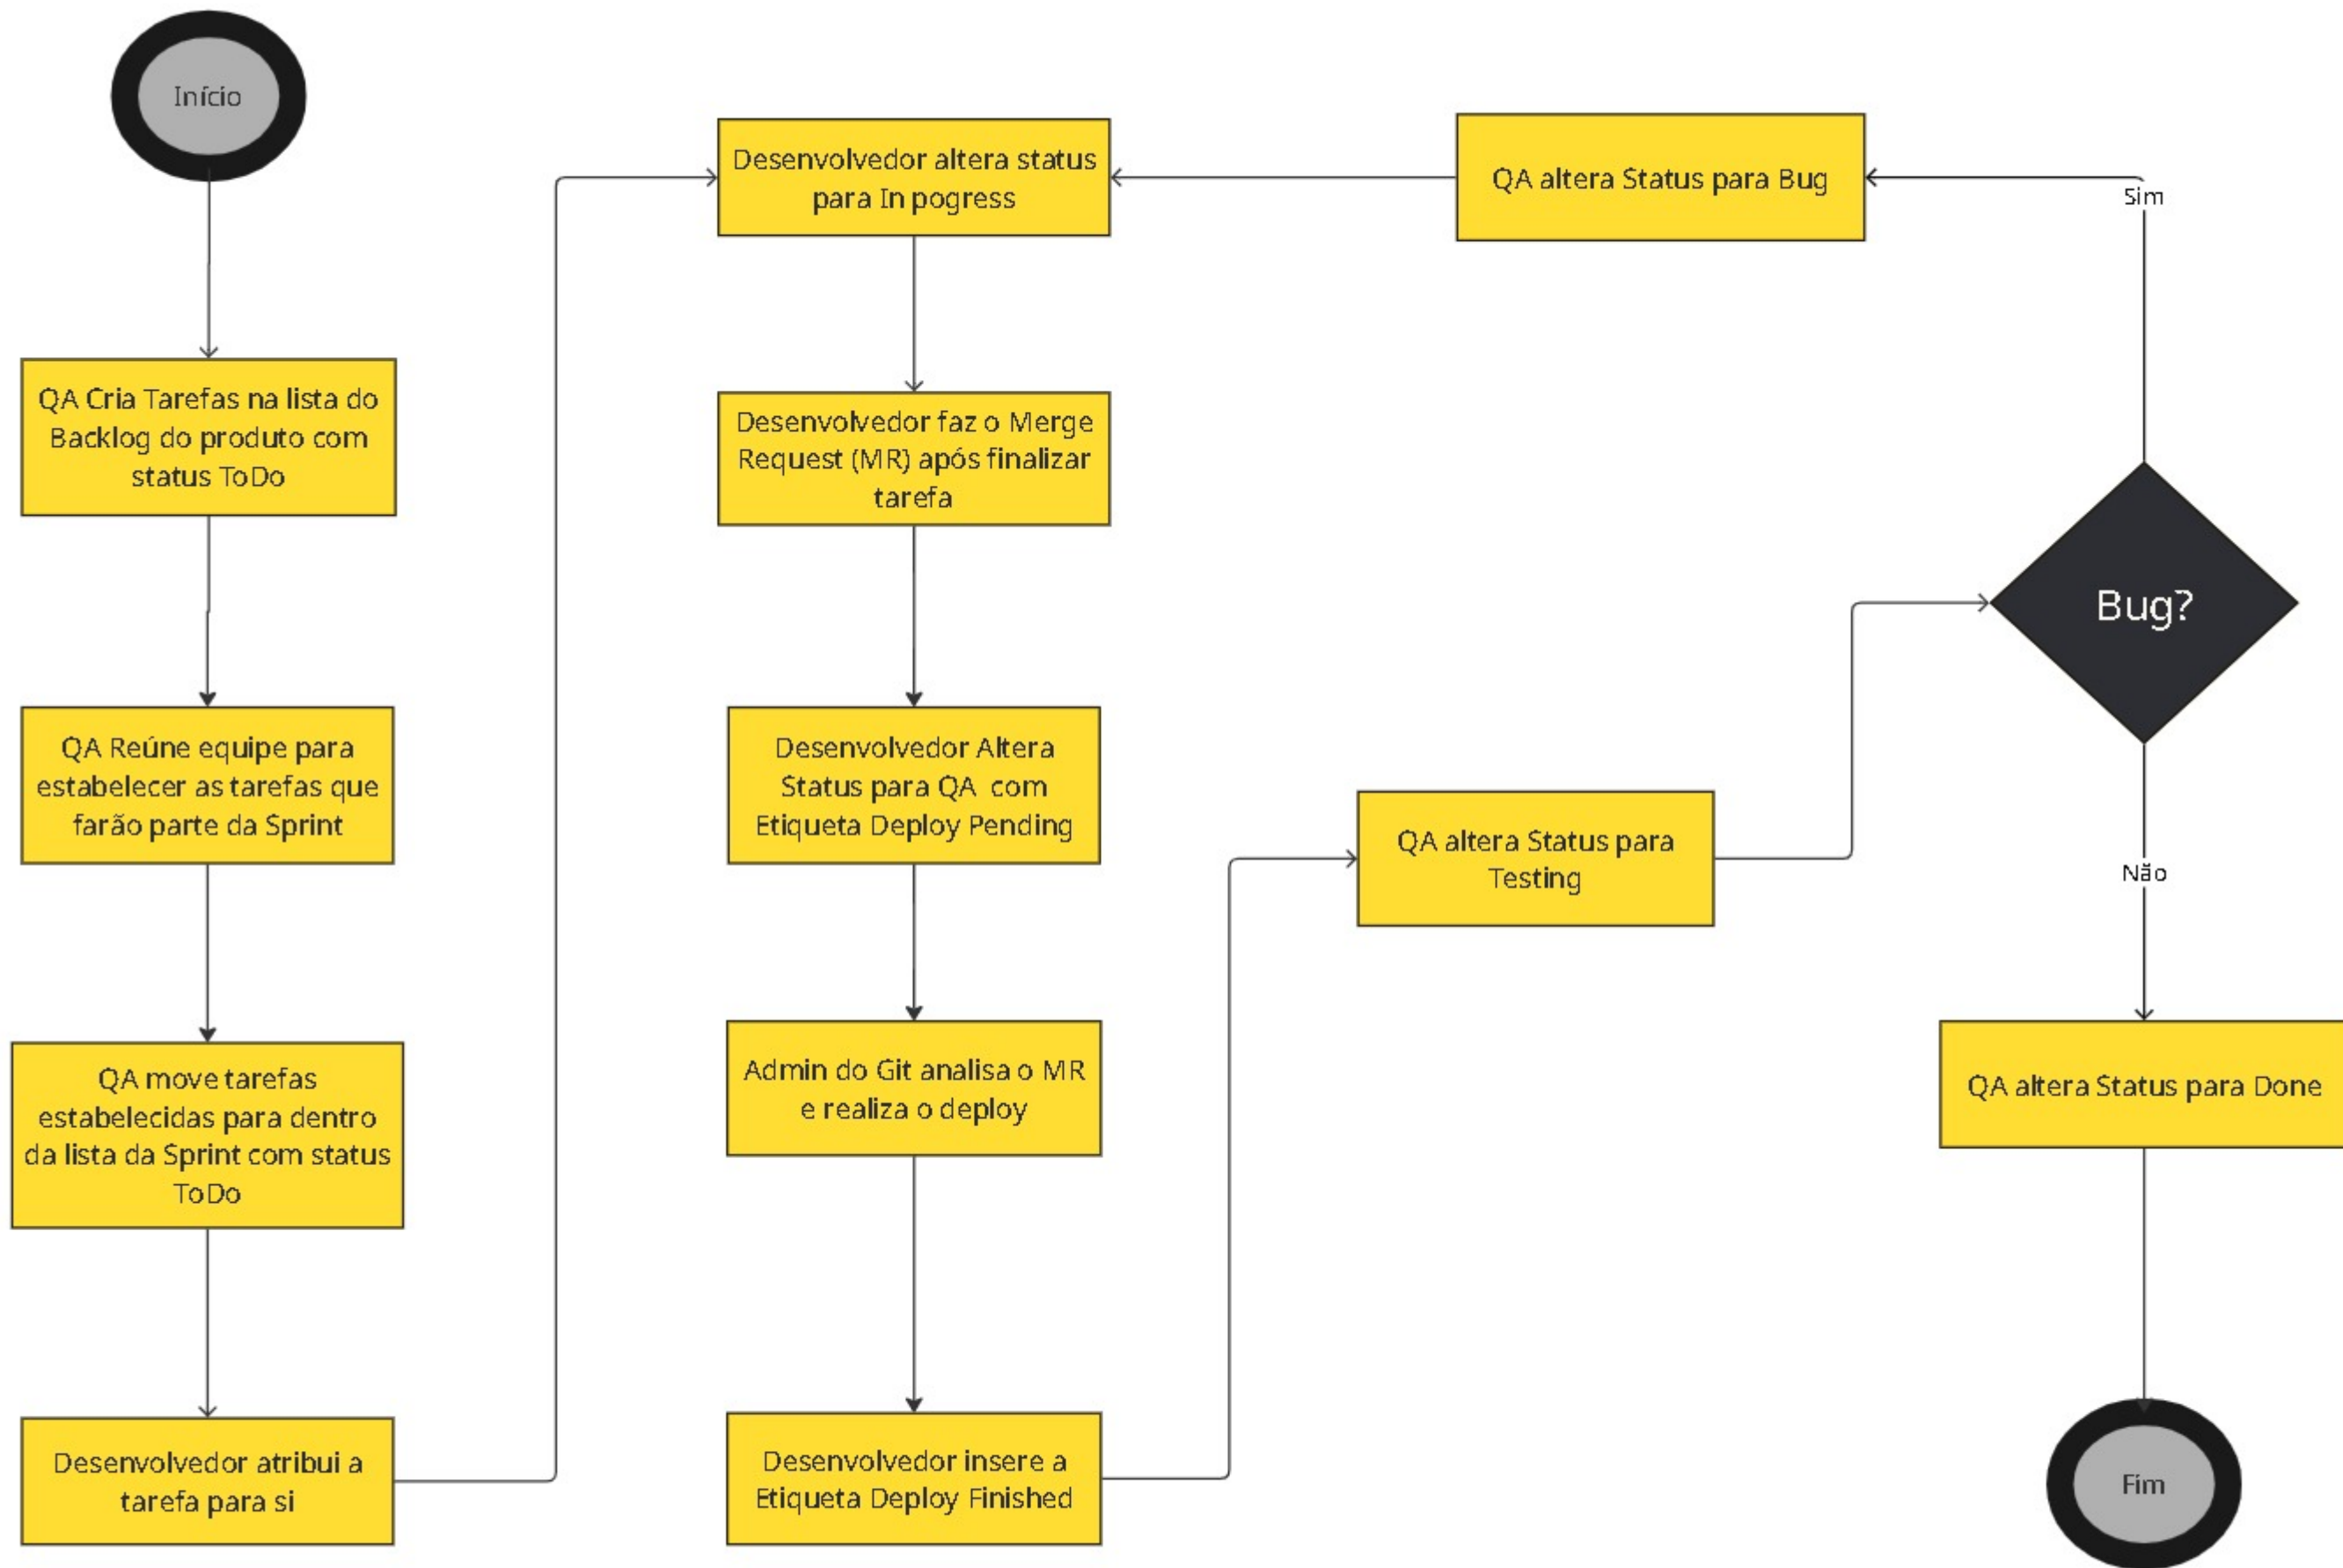 Início
QA Cria Tarefas na lista do
Backlog do produto com
status ToDo
QA Reúne equipe para
estabelecer as tarefas que
farão parte da Sprint
QA move tarefas
estabelecidas para dentro
da lista da Sprint com status
ToDo
Desenvolvedor atribui a
tarefa para si
Desenvolvedor altera status
para In pogress
Desenvolvedor faz o Merge
Request (MR) após finalizar
tarefa
Desenvolvedor Altera
Status para QA com
Etiqueta Deploy Pending
Admin do Git analisa o MR
e realiza o deploy
Desenvolvedor insere a
Etiqueta Deploy Finished
QA altera Status para
Testing
Bug?
Sim
QA altera Status para Bug
Não
QA altera Status para Done
Fim